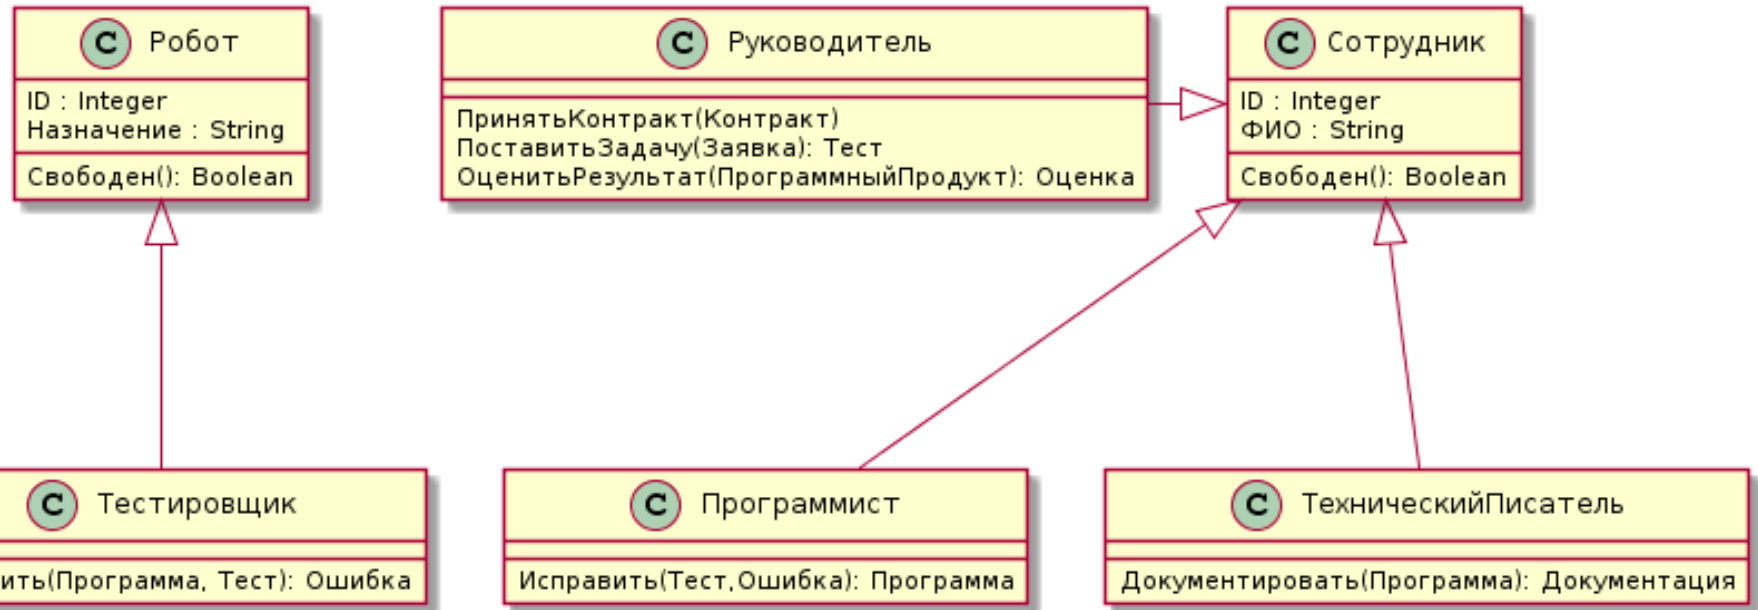 C Робот
ID : Integer
Назначение : String
Свободен(): Boolean
C Руководитель
ПринятьКонтракт(Контракт)
ПоставитьЗадачу(Заявка): Тест
ОценитьРезультат(ПрограммныйПродукт): Оценка
C Сотрудник
ID : Integer
ФИО : String
Свободен(): Boolean
C Тестировщик
ить(Программа, Тест): Ошибка
C Программист
Исправить(Тест,Ошибка): Программа
C ТехническийПисатель
Документировать(Программа): Документация